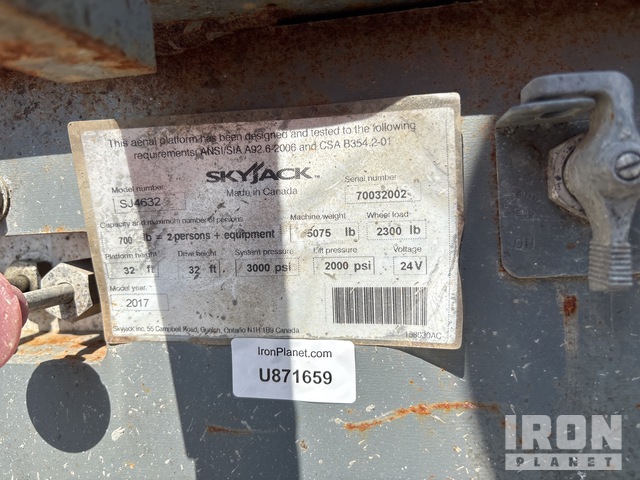 This aerial platform has been designed and tested to the following
requirements: ANSI/SIA A92.6-2006 and CSA B354.2-01
SKYJACK™
Made in Canada
Model number
SJ4632
Serial number
70032002
Capacity and maximum number of persons
700 lb = 2 persons + equipment
Machine weight
5075 lb
Wheel load
2300 lb
Platform height
32 ft
Drive height
32 ft
System pressure
3000 psi
Lift pressure
2000 psi
Voltage
24 V
Model year
2017
Skyjack Inc. 55 Campbell Road, Guelph, Ontario N1H 1B9 Canada
IronPlanet.com
U871659
IRON
PLANET